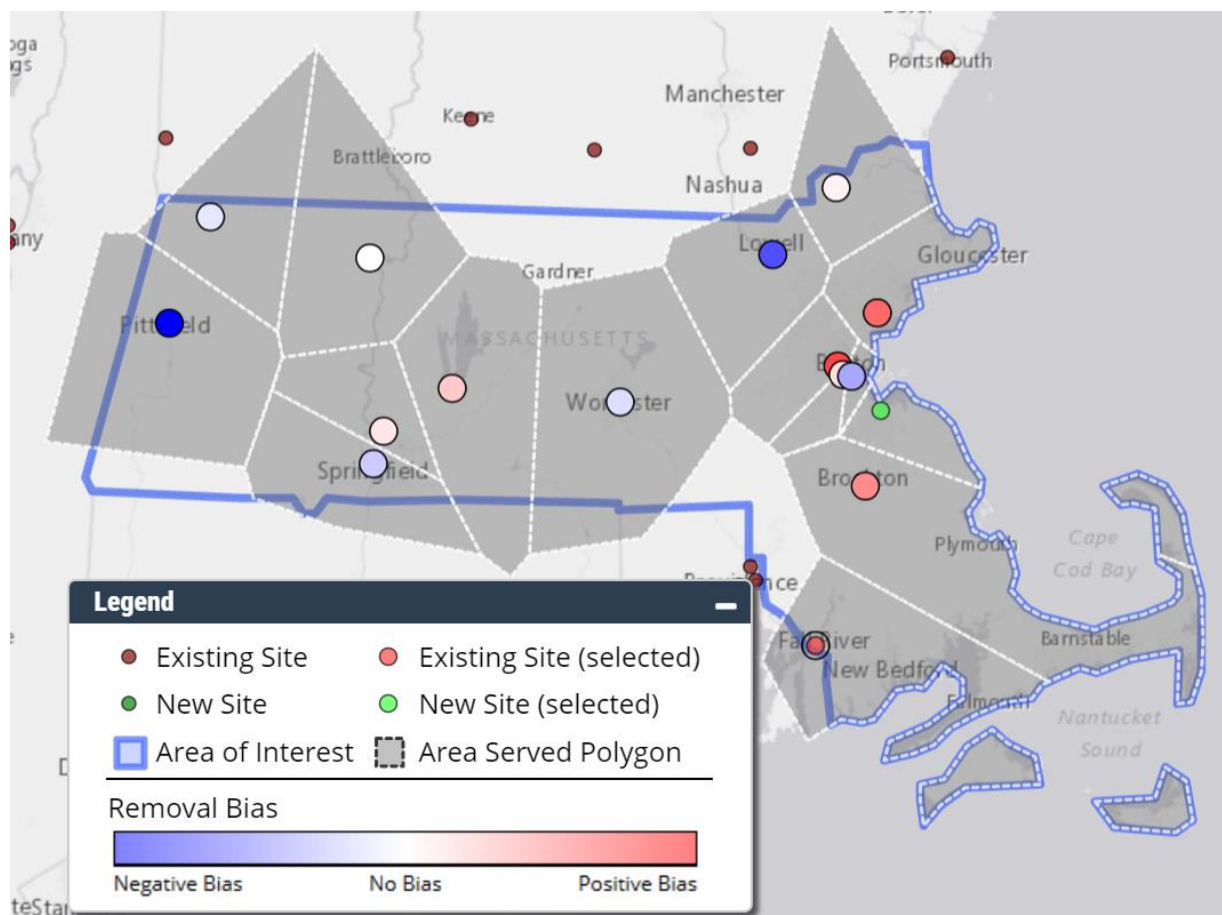 Portsmouth
Manchester
Keene
Brattleboro
Nashua
Lowell
Gloucester
Gardner
Pittsfield
MASSACHUSETTS
Boston
Worcester
Springfield
Brockton
Plymouth
Cape
Cod Bay
Providence
Fall River
Barnstable
New Bedford
Falmouth
Nantucket
Sound
Legend
Existing Site
Existing Site (selected)
New Site
New Site (selected)
Area of Interest
Area Served Polygon
Removal Bias
Negative Bias
No Bias
Positive Bias